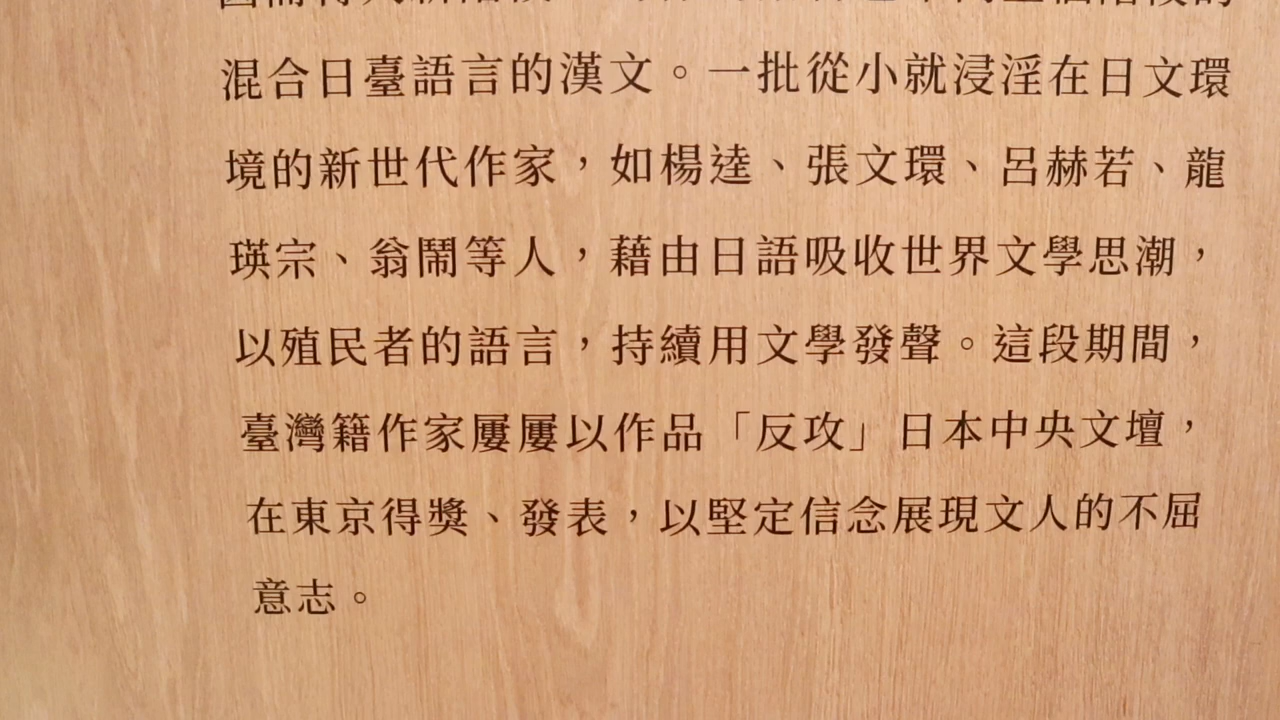 混合日臺語言的漢文。一批從小就浸淫在日文環
境的新世代作家，如楊逵、張文環、呂赫若、龍
瑛宗、翁鬧等人，藉由日語吸收世界文學思潮，
以殖民者的語言，持續用文學發聲。這段期間，
臺灣籍作家屢屢以作品「反攻」日本中央文壇，
在東京得獎、發表，以堅定信念展現文人的不屈
意志。